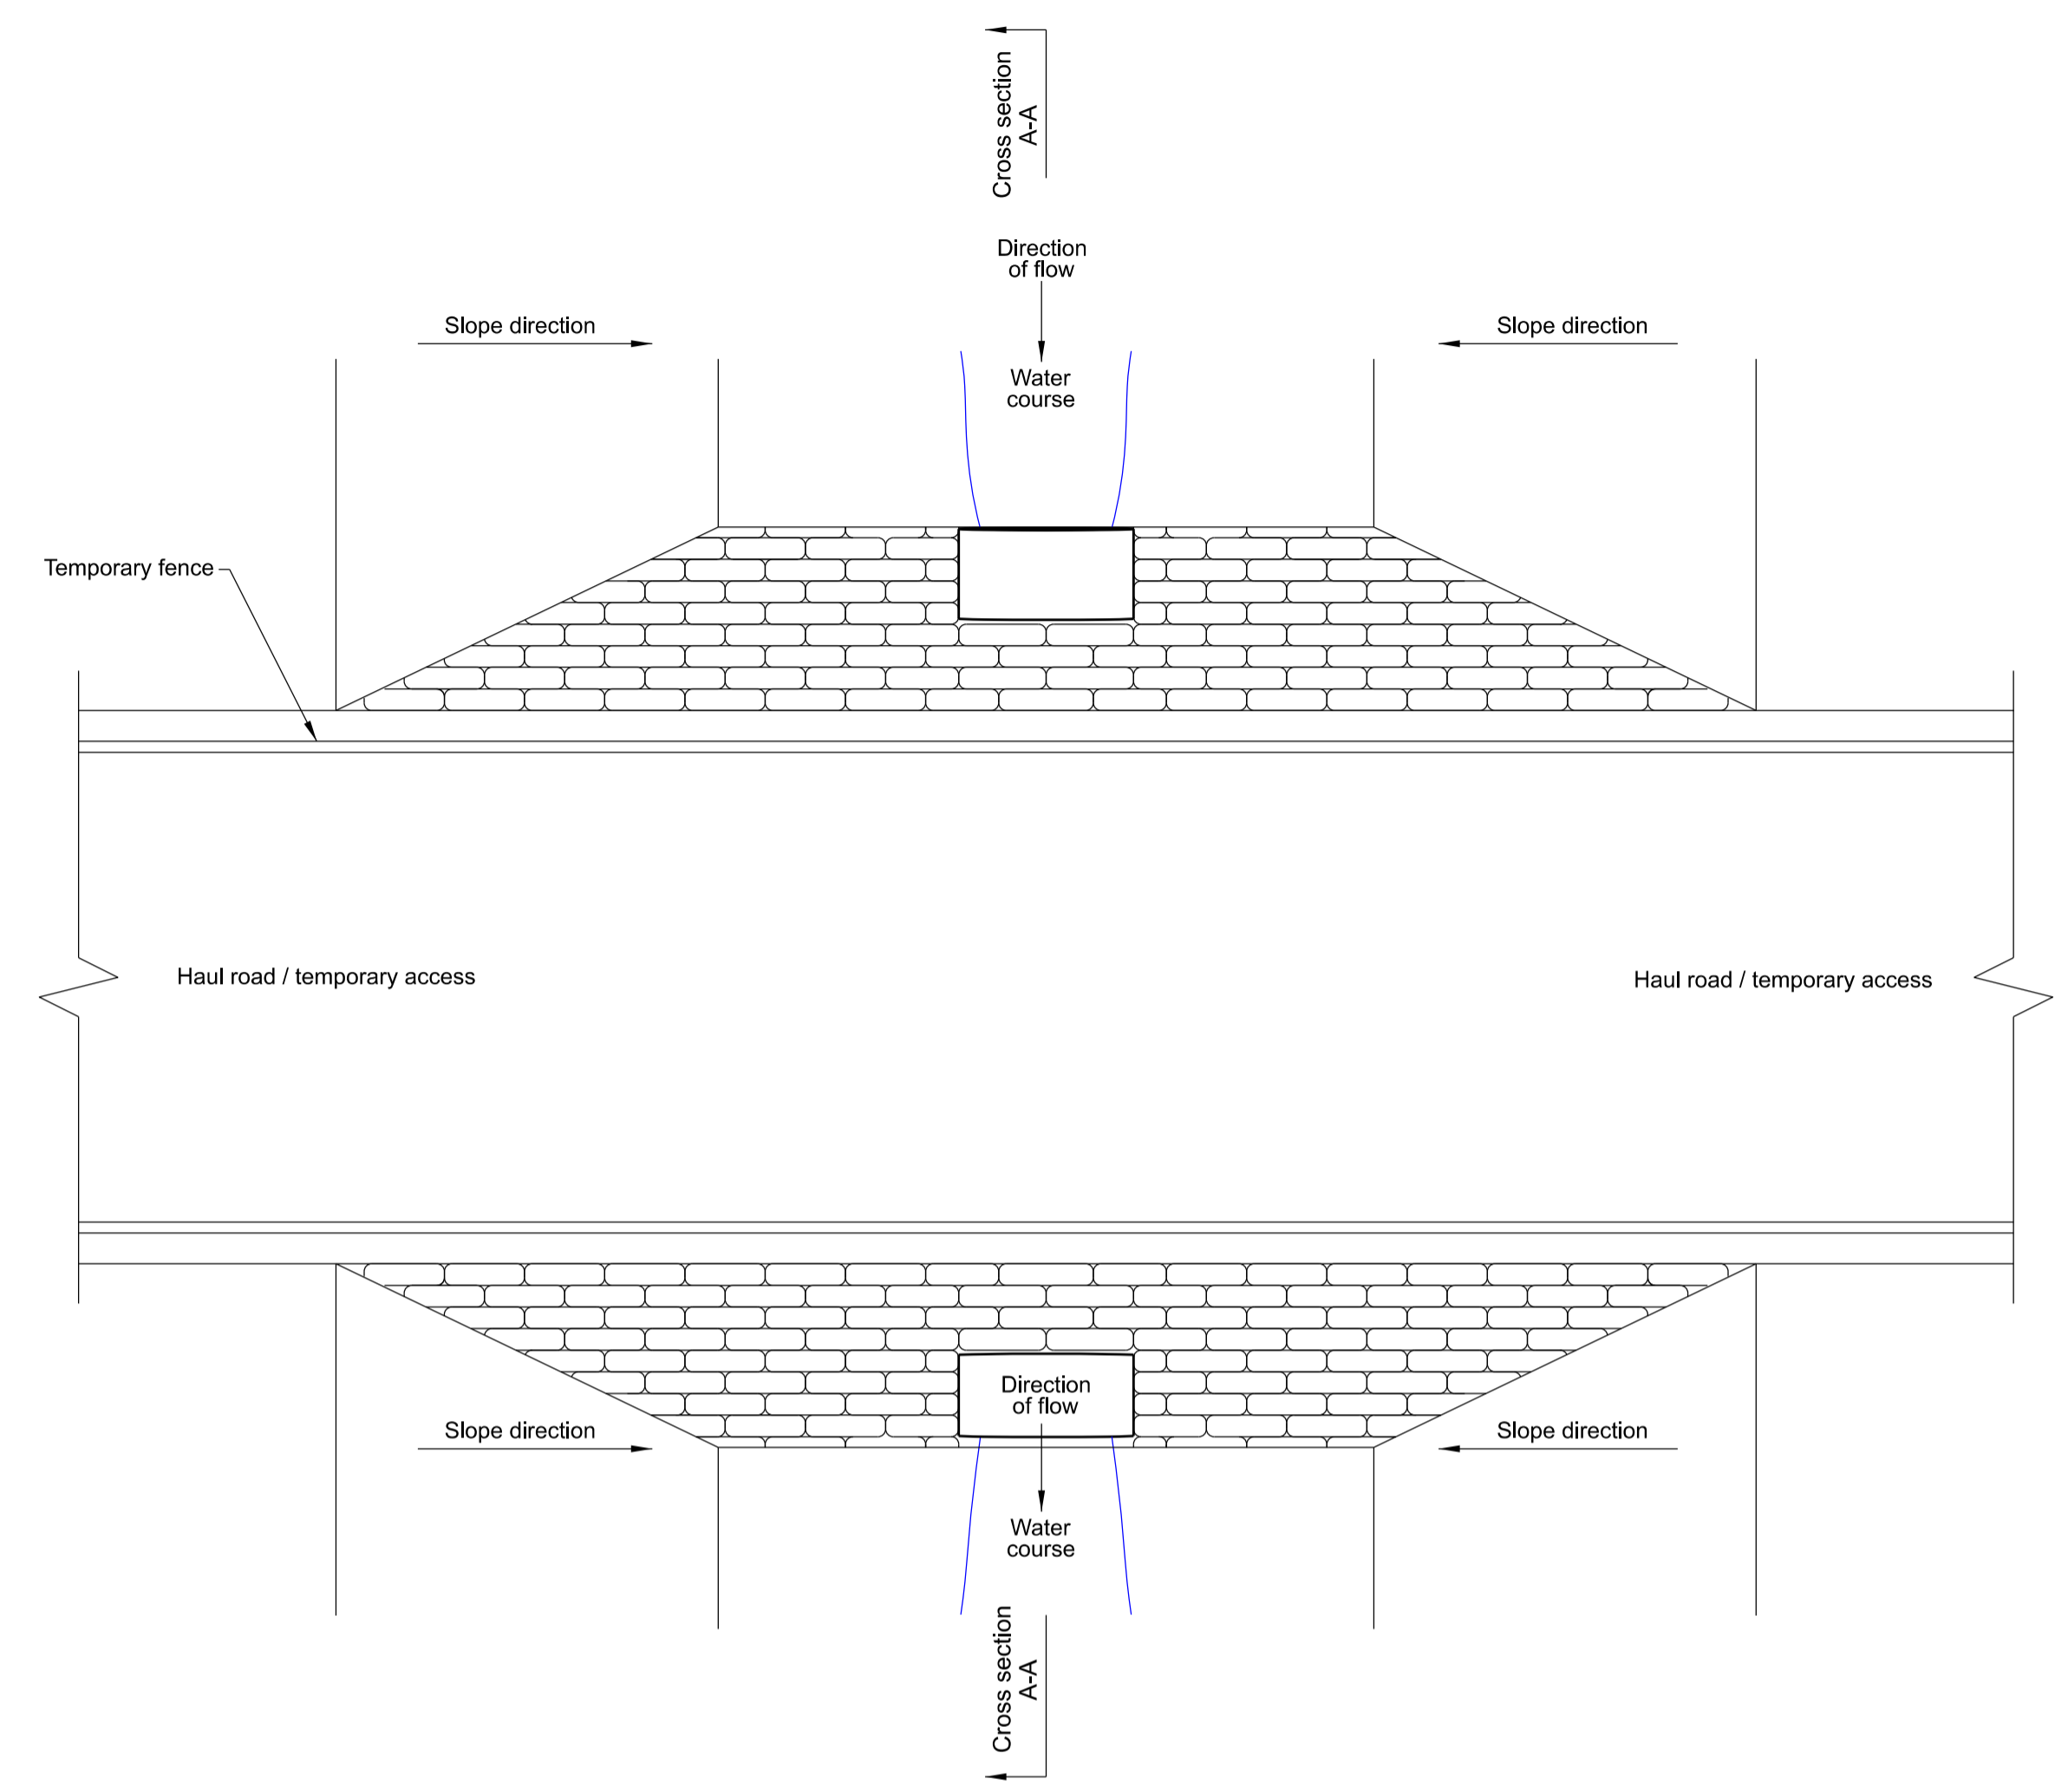 Cross section
A-A
Direction
of flow
Slope direction
Slope direction
Water
course
Temporary fence
Haul road / temporary access
Haul road / temporary access
Direction
of flow
Slope direction
Slope direction
Water
course
Cross section
A-A